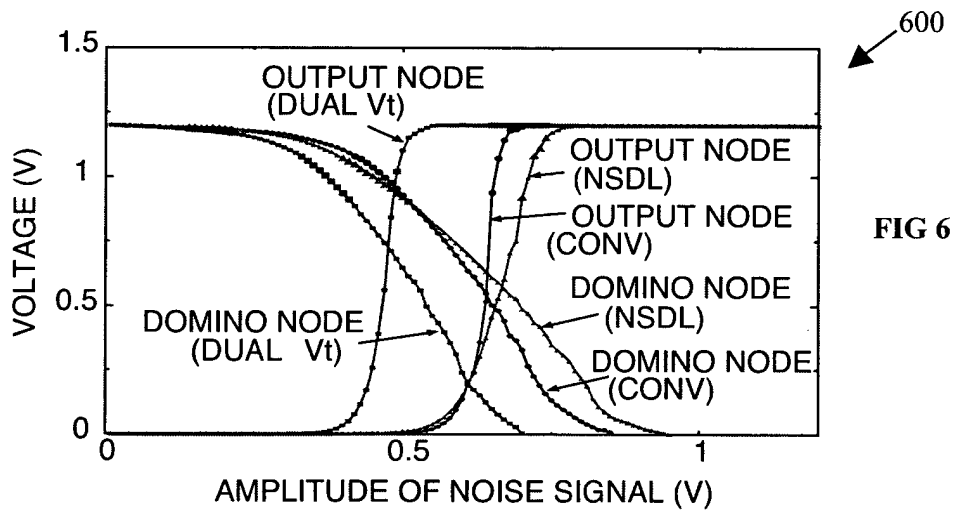 600
1.5
OUTPUT NODE
(DUAL Vt)
1
OUTPUT NODE
(NSDL)
OUTPUT NODE
(CONV)
FIG 6
VOLTAGE (V)
0.5
DOMINO NODE
(NSDL)
DOMINO NODE
(DUAL Vt)
DOMINO NODE
(CONV)
0
0
0.5
1
AMPLITUDE OF NOISE SIGNAL (V)